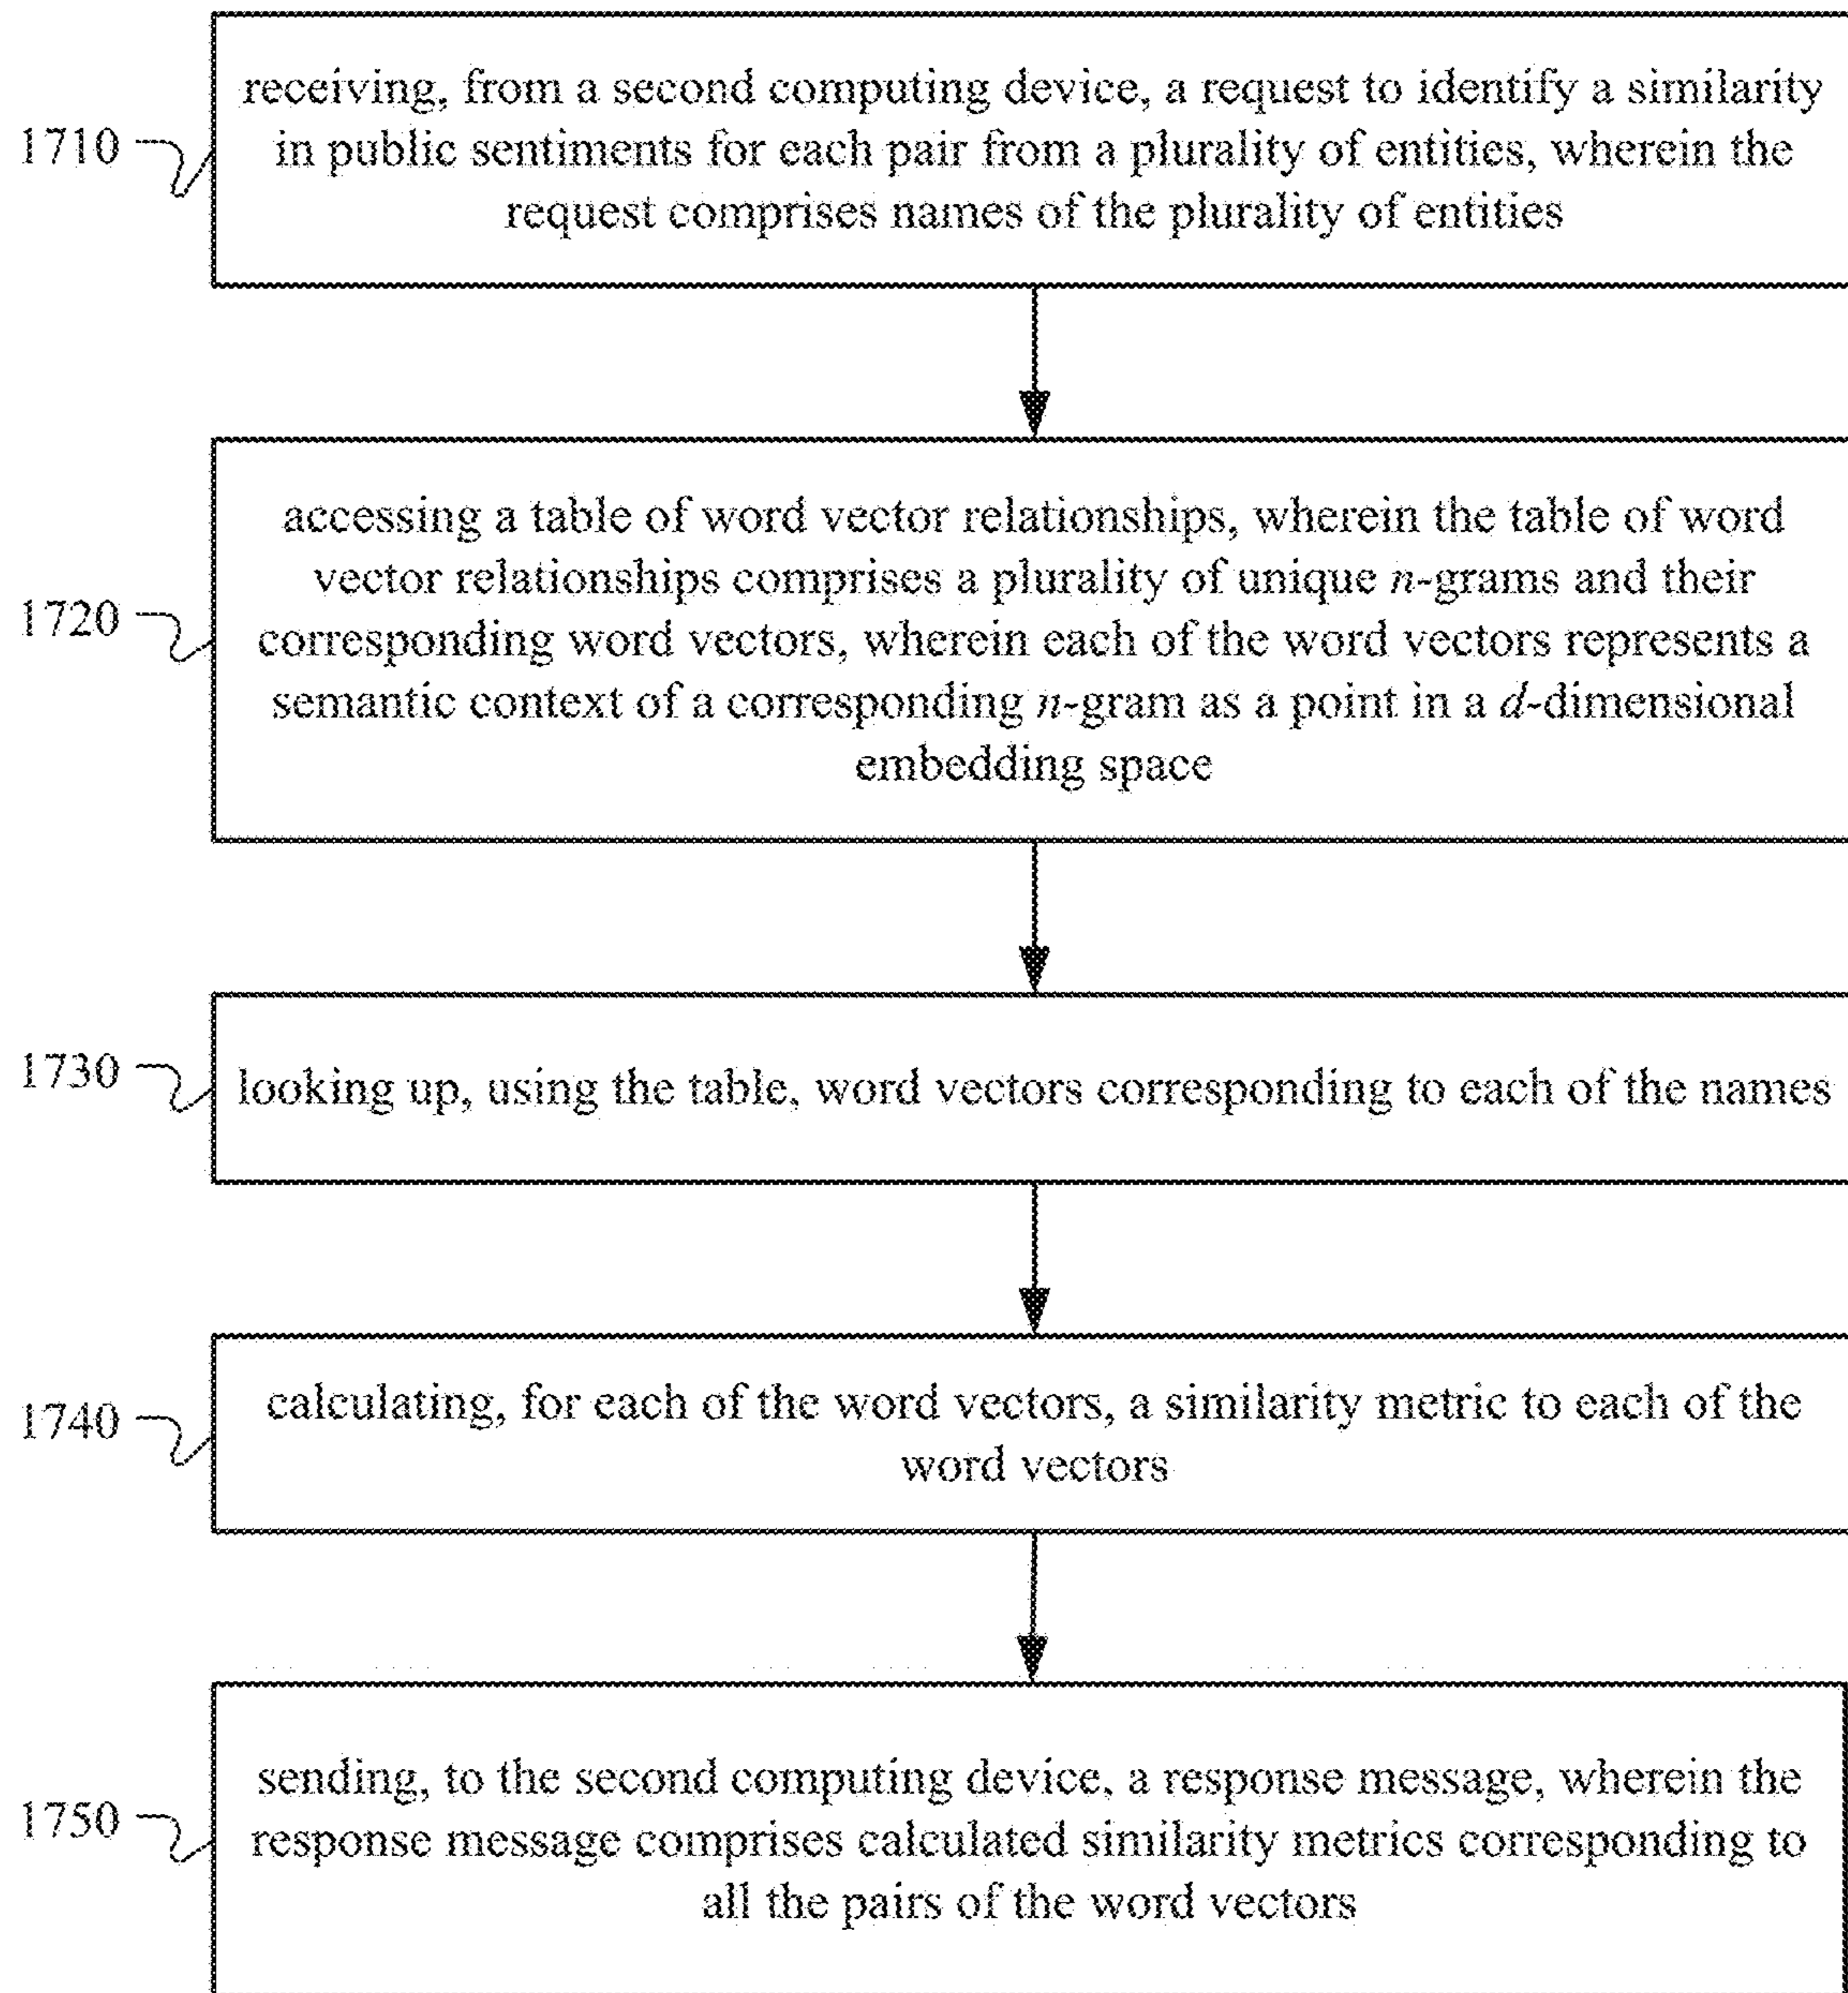 receiving, from a second computing device, a request to identify a similarity
1710
in public sentiments for each pair from a plurality of entities, wherein the
request comprises names of the plurality of entities
accessing a table of word vector relationships, wherein the table of word
vector relationships comprises a plurality of unique n-grams and their
1720
corresponding word vectors, wherein each of the word vectors represents a
semantic context of a corresponding n-gram as a point in a d-dimensional
embedding space
1730
looking up, using the table, word vectors corresponding to each of the names
1740
calculating, for each of the word vectors, a similarity metric to each of the
word vectors
sending, to the second computing device, a response message, wherein the
1750
response message comprises calculated similarity metrics corresponding to
all the pairs of the word vectors